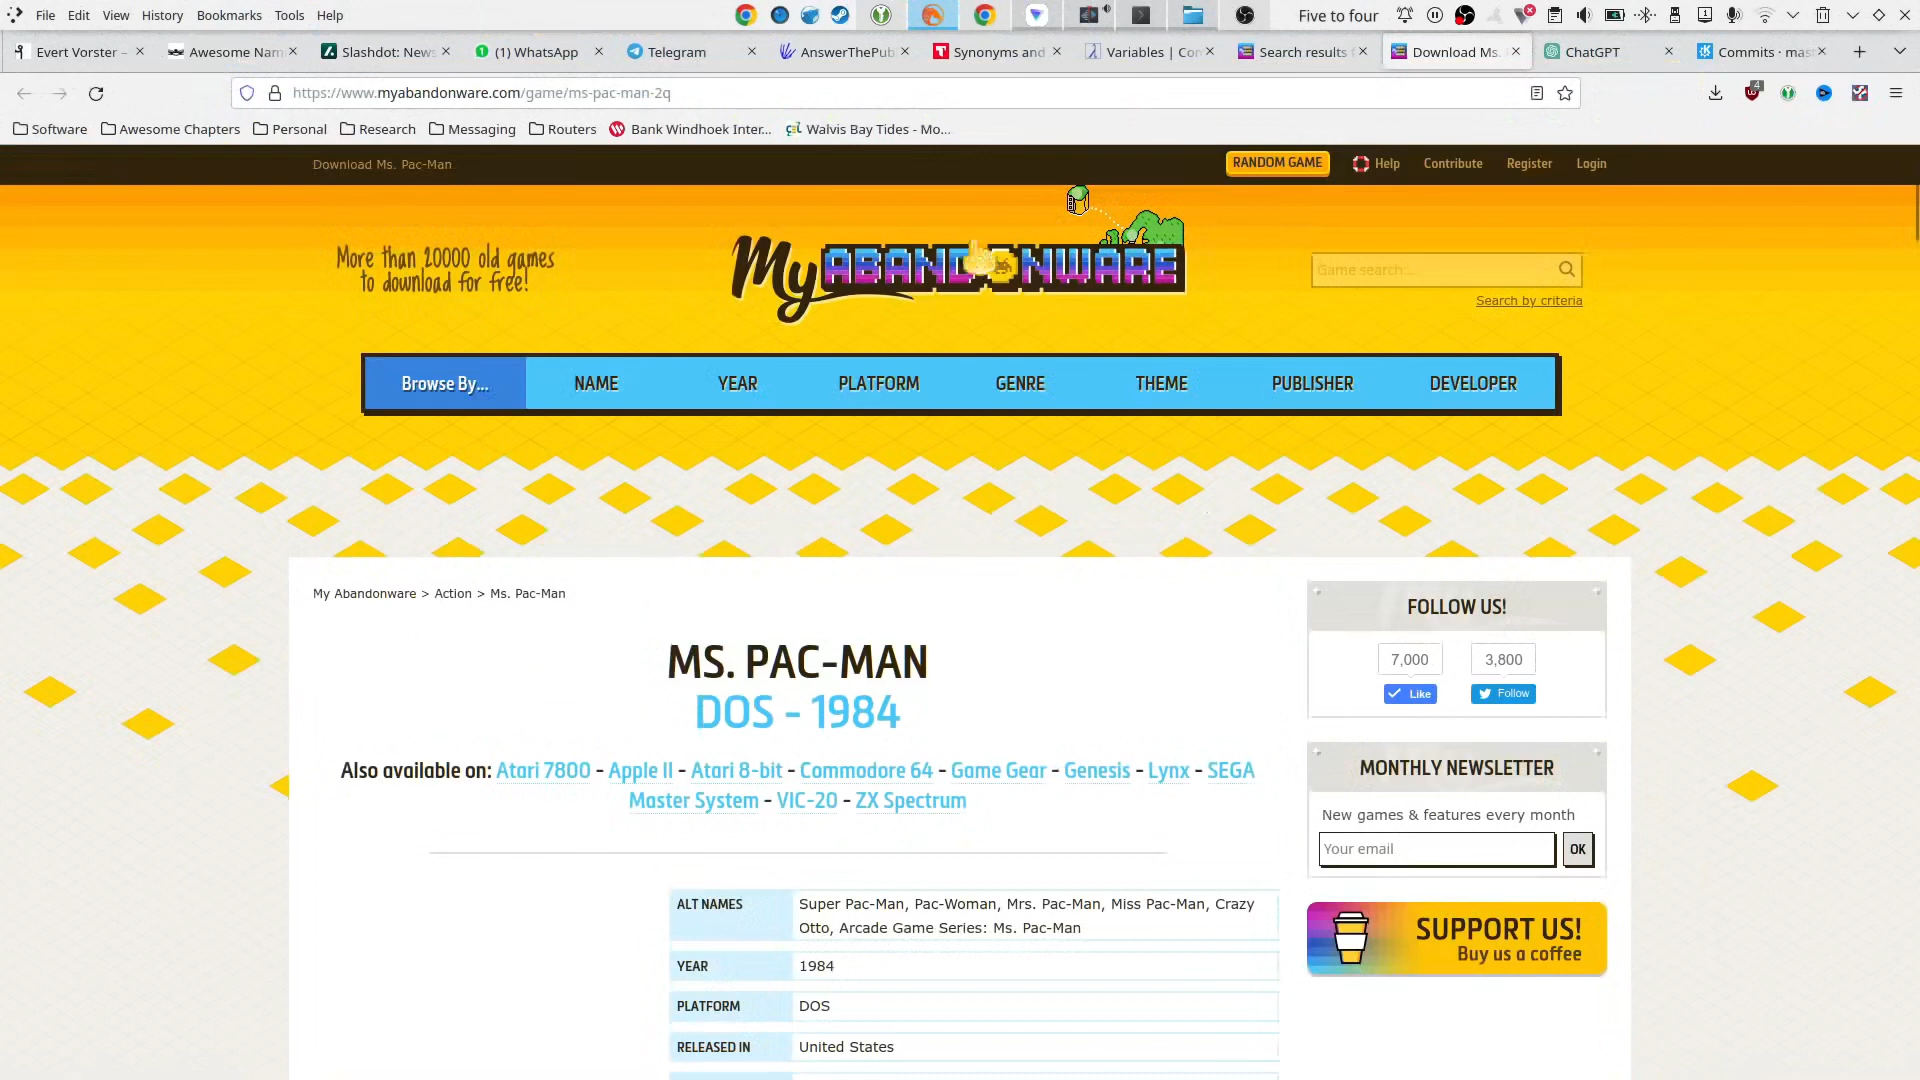 File Edit View History Bookmarks Tools Help
Five to four
Evert Vorster –
Awesome Nam
Slashdot: News
(1) WhatsApp
Telegram
AnswerThePub
Synonyms and
Variables | Con
Search results f
Download Ms.
ChatGPT
Commits · mast
https://www.myabandonware.com/game/ms-pac-man-2q
4
Software Awesome Chapters Personal Research Messaging Routers Bank Windhoek Inter... Walvis Bay Tides - Mo...
Download Ms. Pac-Man
RANDOM GAME Help Contribute Register Login
More than 20000 old games
to download for free!
My ABANDONWARE
Game search...
Search by criteria
Browse By... NAME YEAR PLATFORM GENRE THEME PUBLISHER DEVELOPER
My Abandonware > Action > Ms. Pac-Man
MS. PAC-MAN
DOS - 1984
Also available on: Atari 7800 - Apple II - Atari 8-bit - Commodore 64 - Game Gear - Genesis - Lynx - SEGA
Master System - VIC-20 - ZX Spectrum
ALT NAMES Super Pac-Man, Pac-Woman, Mrs. Pac-Man, Miss Pac-Man, Crazy
Otto, Arcade Game Series: Ms. Pac-Man
YEAR 1984
PLATFORM DOS
RELEASED IN United States
FOLLOW US!
7,000 3,800
Like Follow
MONTHLY NEWSLETTER
New games & features every month
Your email OK
SUPPORT US!
Buy us a coffee